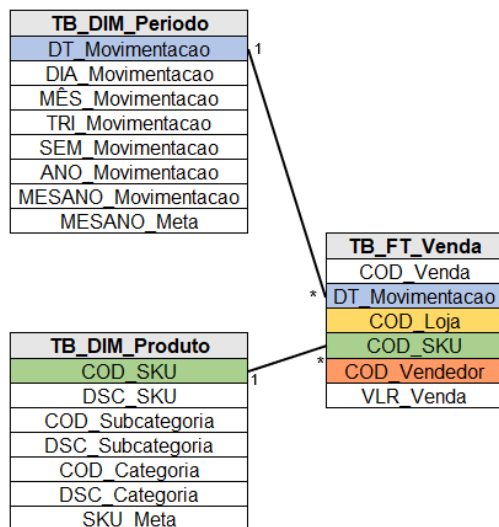 TB_DIM_Periodo
DT_Movimentacao
1
DIA_Movimentacao
MÊS_Movimentacao
TRI_Movimentacao
SEM_Movimentacao
ANO_Movimentacao
MESANO_Movimentacao
MESANO_Meta
TB_FT_Venda
COD_Venda
* DT_Movimentacao
COD_Loja
COD_SKU
*
COD_Vendedor
VLR_Venda
TB_DIM_Produto
COD_SKU
1
DSC_SKU
COD_Subcategoria
DSC_Subcategoria
COD_Categoria
DSC_Categoria
SKU_Meta